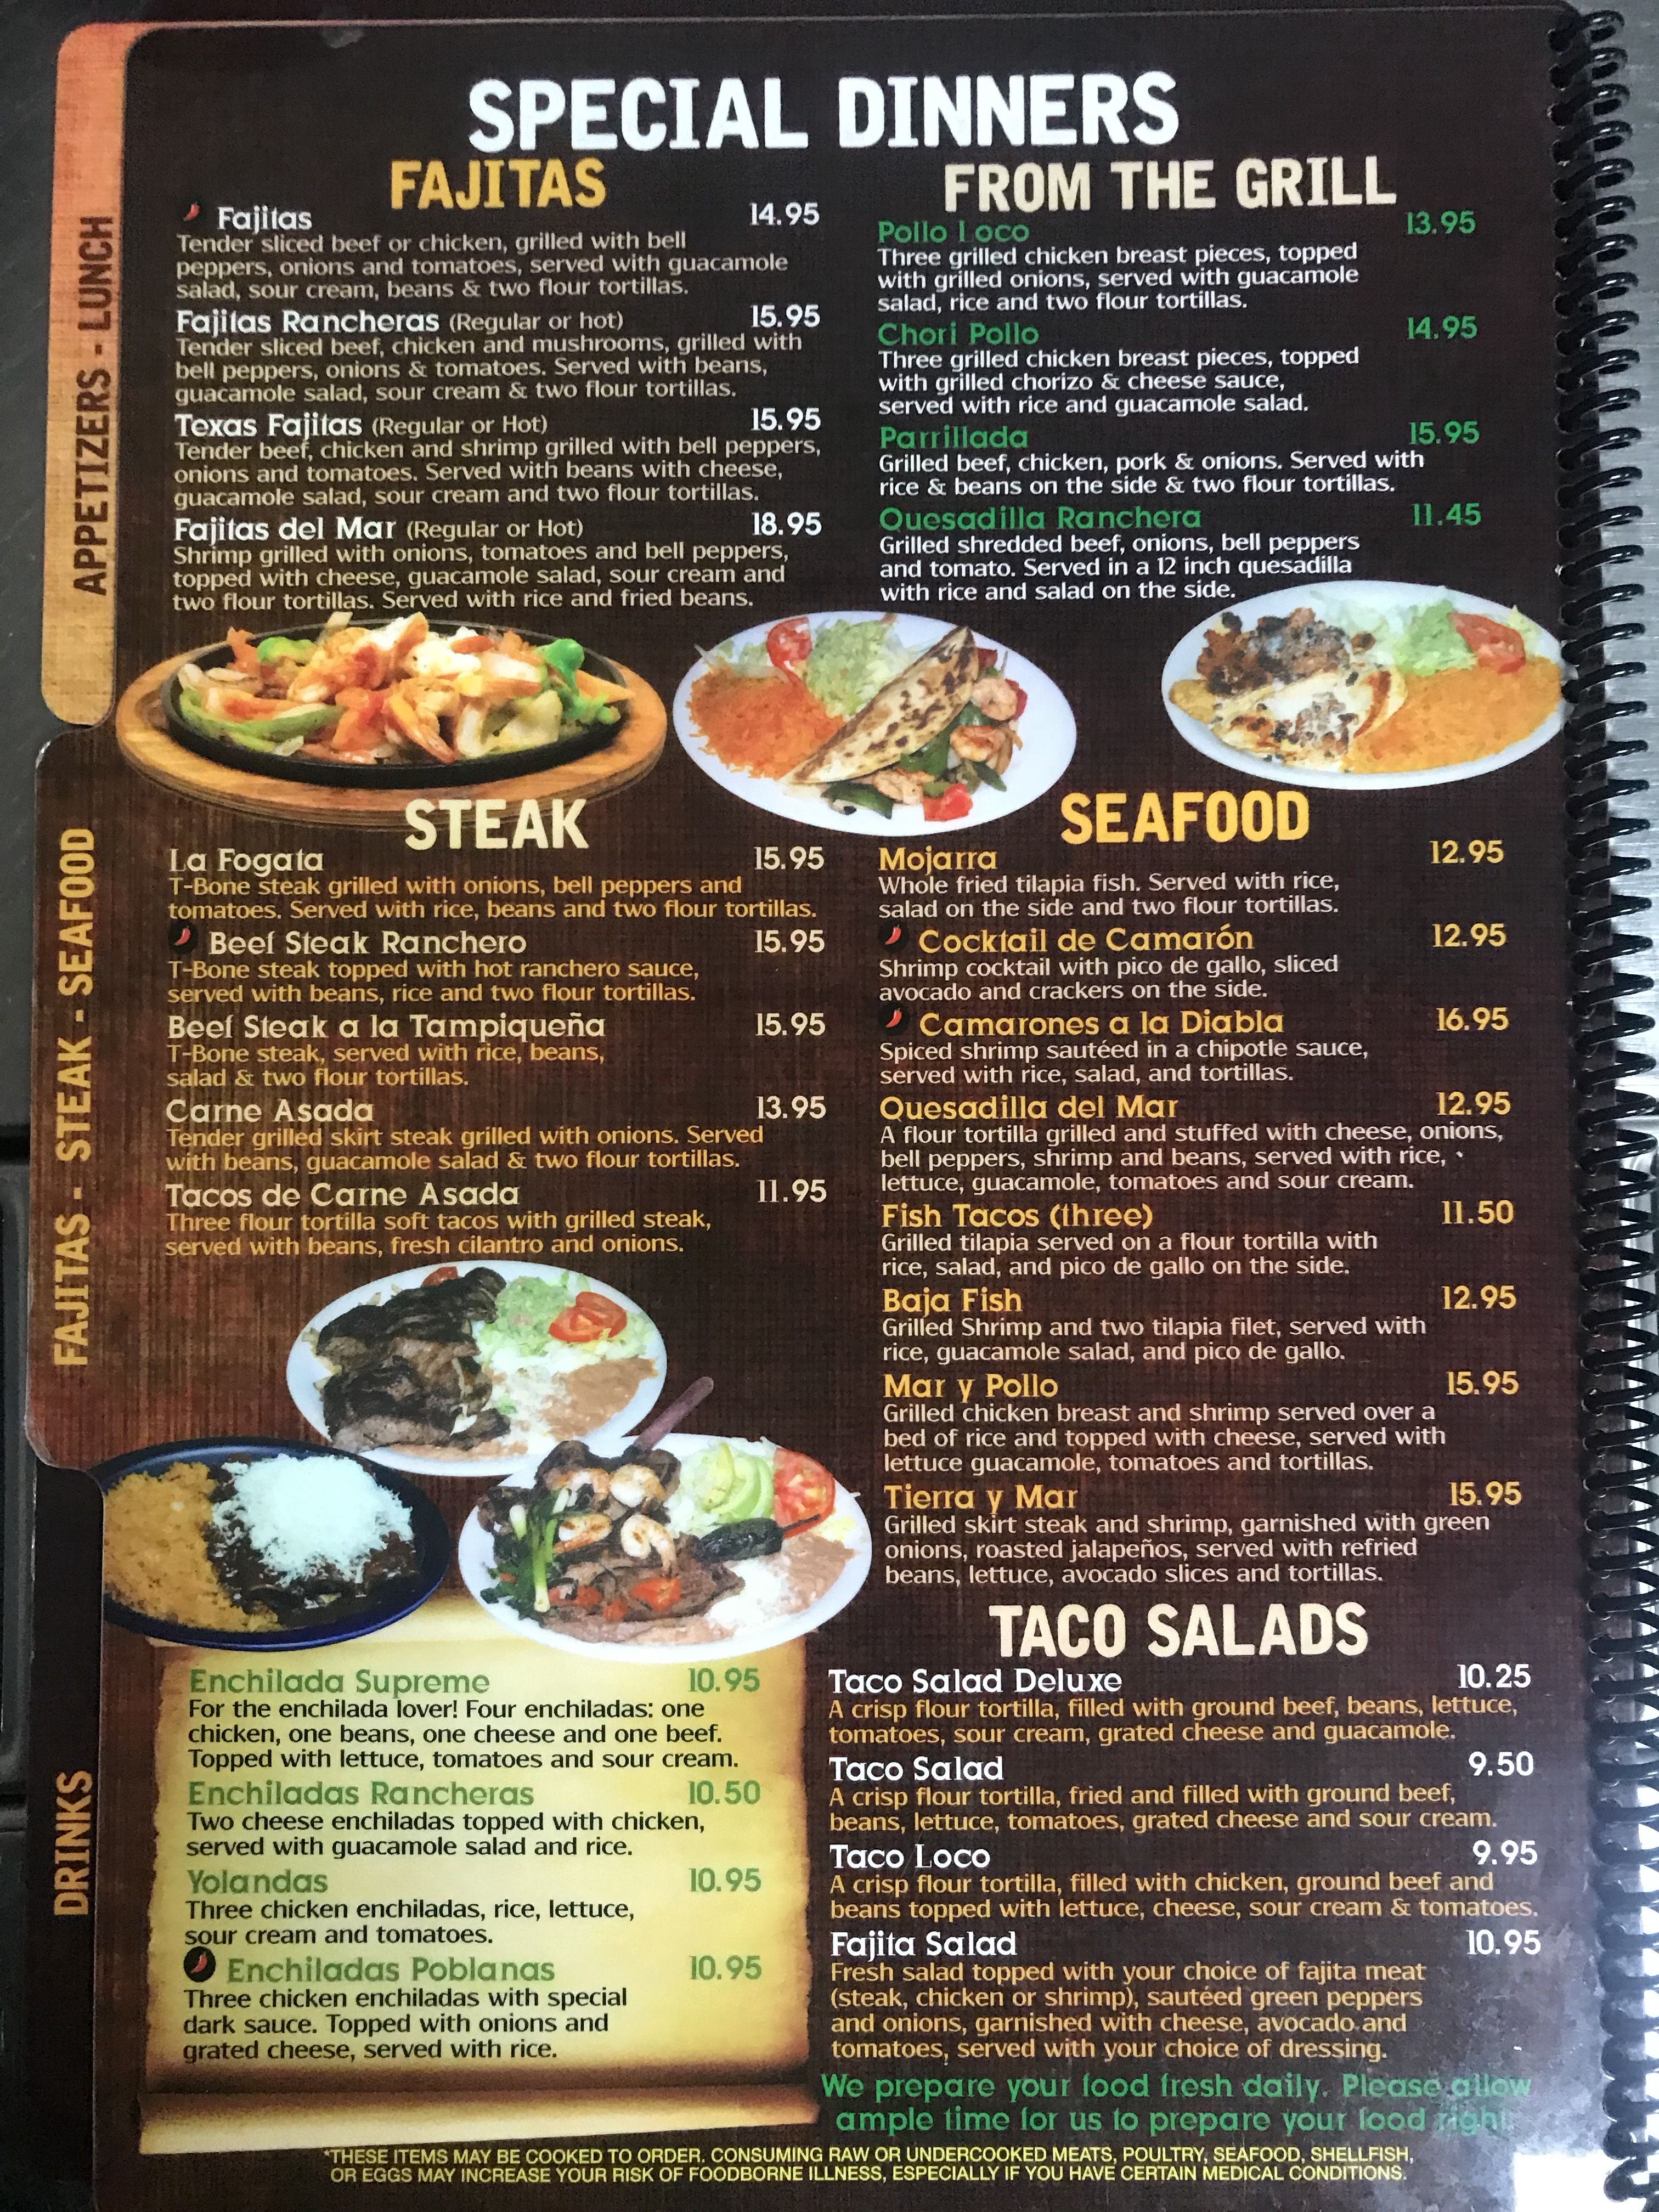 SPECIAL DINNERS
FAJITAS
Fajitas 14.95
Tender sliced beef or chicken, grilled with bell
peppers, onions and tomatoes, served with guacamole
salad, sour cream, beans & two flour tortillas.
Fajitas Rancheras (Regular or hot) 15.95
Tender sliced beef, chicken and mushrooms, grilled with
bell peppers, onions & tomatoes. Served with beans,
guacamole salad, sour cream & two flour tortillas.
Texas Fajitas (Regular or Hot) 15.95
Tender beef, chicken and shrimp grilled with bell peppers,
onions and tomatoes. Served with beans with cheese,
guacamole salad, sour cream and two flour tortillas.
Fajitas del Mar (Regular or Hot) 18.95
Shrimp grilled with onions, tomatoes and bell peppers,
topped with cheese, guacamole salad, sour cream and
two flour tortillas. Served with rice and fried beans.
FROM THE GRILL
Pollo Loco 13.95
Three grilled chicken breast pieces, topped
with grilled onions, served with guacamole
salad, rice and two flour tortillas.
Chori Pollo 14.95
Three grilled chicken breast pieces, topped
with grilled chorizo & cheese sauce,
served with rice and guacamole salad.
Parrillada 15.95
Grilled beef, chicken, pork & onions. Served with
rice & beans on the side & two flour tortillas.
Quesadilla Ranchera 11.45
Grilled shredded beef, onions, bell peppers
and tomato. Served in a 12 inch quesadilla
with rice and salad on the side.
STEAK
La Fogata 15.95
T-Bone steak grilled with onions, bell peppers and
tomatoes. Served with rice, beans and two flour tortillas.
Beef Steak Ranchero 15.95
T-Bone steak topped with hot ranchero sauce,
served with beans, rice and two flour tortillas.
Beef Steak a la Tampiqueña 15.95
T-Bone steak, served with rice, beans,
salad & two flour tortillas.
Carne Asada 13.95
Tender grilled skirt steak grilled with onions. Served
with beans, guacamole salad & two flour tortillas.
Tacos de Carne Asada 11.95
Three flour tortilla soft tacos with grilled steak,
served with beans, fresh cilantro and onions.
SEAFOOD
Mojarra 12.95
Whole fried tilapia fish. Served with rice,
salad on the side and two flour tortillas.
Cocktail de Camarón 12.95
Shrimp cocktail with pico de gallo, sliced
avocado and crackers on the side.
Camarones a la Diabla 16.95
Spiced shrimp sautéed in a chipotle sauce,
served with rice, salad, and tortillas.
Quesadilla del Mar 12.95
A flour tortilla grilled and stuffed with cheese, onions,
bell peppers, shrimp and beans, served with rice,
lettuce, guacamole, tomatoes and sour cream.
Fish Tacos (three) 11.50
Grilled tilapia served on a flour tortilla with
rice, salad, and pico de gallo on the side.
Baja Fish 12.95
Grilled Shrimp and two tilapia filet, served with
rice, guacamole salad, and pico de gallo.
Mar y Pollo 15.95
Grilled chicken breast and shrimp served over a
bed of rice and topped with cheese, served with
lettuce guacamole, tomatoes and tortillas.
Tierra y Mar 15.95
Grilled skirt steak and shrimp, garnished with green
onions, roasted jalapeños, served with refried
beans, lettuce, avocado slices and tortillas.
Enchilada Supreme 10.95
For the enchilada lover! Four enchiladas: one
chicken, one beans, one cheese and one beef.
Topped with lettuce, tomatoes and sour cream.
Enchiladas Rancheras 10.50
Two cheese enchiladas topped with chicken,
served with guacamole salad and rice.
Yolandas 10.95
Three chicken enchiladas, rice, lettuce,
sour cream and tomatoes.
Enchiladas Poblanas 10.95
Three chicken enchiladas with special
dark sauce. Topped with onions and
grated cheese, served with rice.
TACO SALADS
Taco Salad Deluxe 10.25
A crisp flour tortilla, filled with ground beef, beans, lettuce,
tomatoes, sour cream, grated cheese and guacamole.
Taco Salad 9.50
A crisp flour tortilla, fried and filled with ground beef,
beans, lettuce, tomatoes, grated cheese and sour cream.
Taco Loco 9.95
A crisp flour tortilla, filled with chicken, ground beef and
beans topped with lettuce, cheese, sour cream & tomatoes.
Fajita Salad 10.95
Fresh salad topped with your choice of fajita meat
(steak, chicken or shrimp), sautéed green peppers
and onions, garnished with cheese, avocado and
tomatoes, served with your choice of dressing.
We prepare your food fresh daily. Please allow
ample time for us to prepare your food right.
*THESE ITEMS MAY BE COOKED TO ORDER. CONSUMING RAW OR UNDERCOOKED MEATS, POULTRY, SEAFOOD, SHELLFISH,
OR EGGS MAY INCREASE YOUR RISK OF FOODBORNE ILLNESS, ESPECIALLY IF YOU HAVE CERTAIN MEDICAL CONDITIONS.
APPETIZERS - LUNCH
FAJITAS - STEAK - SEAFOOD
DRINKS